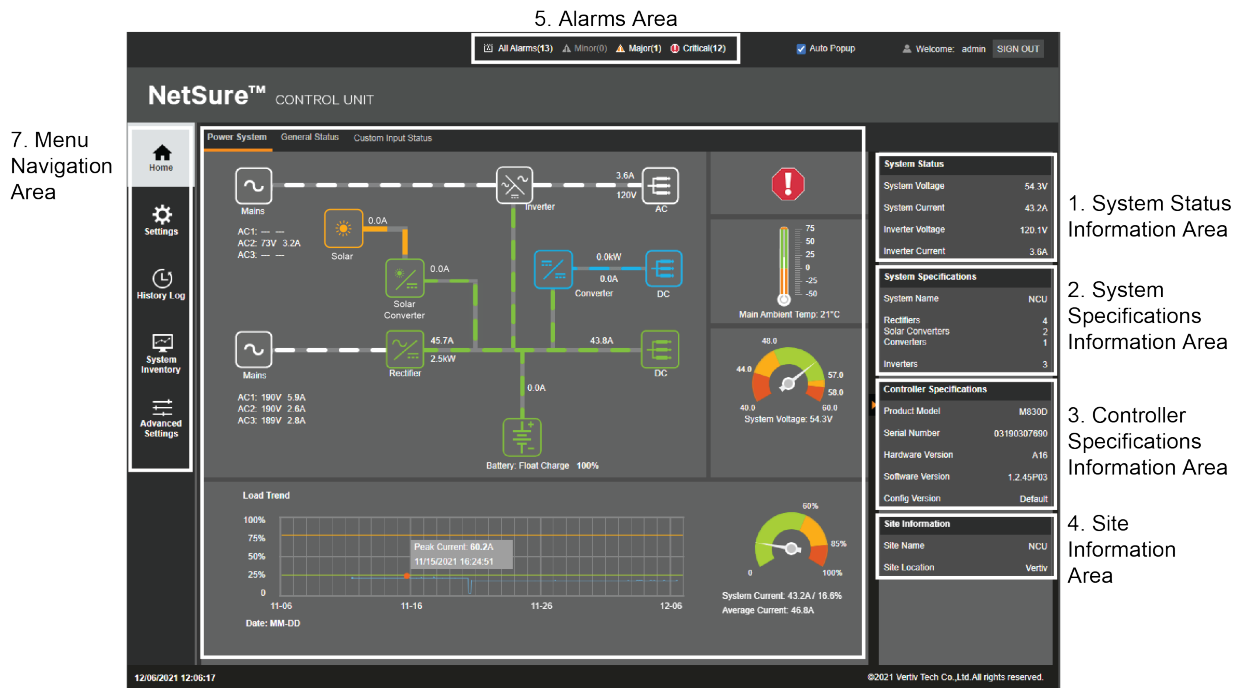 5. Alarms Area
All Alarms(13) Minor(0) Major(1) Critical(12)
Auto Popup
Welcome: admin SIGN OUT
NetSure™ CONTROL UNIT
7. Menu
Navigation
Area
Home
Settings
History Log
System
Inventory
Advanced
Settings
Power System General Status Custom Input Status
Mains
AC1: --- ---
AC2: 73V 3.2A
AC3: --- ---
Inverter
3.6A
120V
AC
0.0A
Solar
0.0A
Solar
Converter
0.0kW
0.0A
Converter
DC
Mains
AC1: 190V 5.9A
AC2: 190V 2.6A
AC3: 189V 2.8A
45.7A
2.5kW
Rectifier
43.8A
DC
0.0A
Battery: Float Charge 100%
75
50
25
0
-25
-50
Main Ambient Temp: 21°C
48.0
44.0
57.0
58.0
40.0
60.0
System Voltage: 54.3V
Load Trend
100%
75%
50%
25%
0
Peak Current: 60.2A
11/15/2021 16:24:51
11-06 11-16 11-26 12-06
Date: MM-DD
60%
85%
0
100%
System Current: 43.2A / 16.6%
Average Current: 46.8A
System Status
System Voltage 54.3V
System Current 43.2A
Inverter Voltage 120.1V
Inverter Current 3.6A
System Specifications
System Name NCU
Rectifiers 4
Solar Converters 2
Converters 1
Inverters 3
Controller Specifications
Product Model M830D
Serial Number 03190307690
Hardware Version A16
Software Version 1.2.45P03
Config Version Default
Site Information
Site Name NCU
Site Location Vertiv
1. System Status
Information Area
2. System
Specifications
Information Area
3. Controller
Specifications
Information Area
4. Site
Information
Area
12/06/2021 12:06:17
©2021 Vertiv Tech Co.,Ltd.All rights reserved.